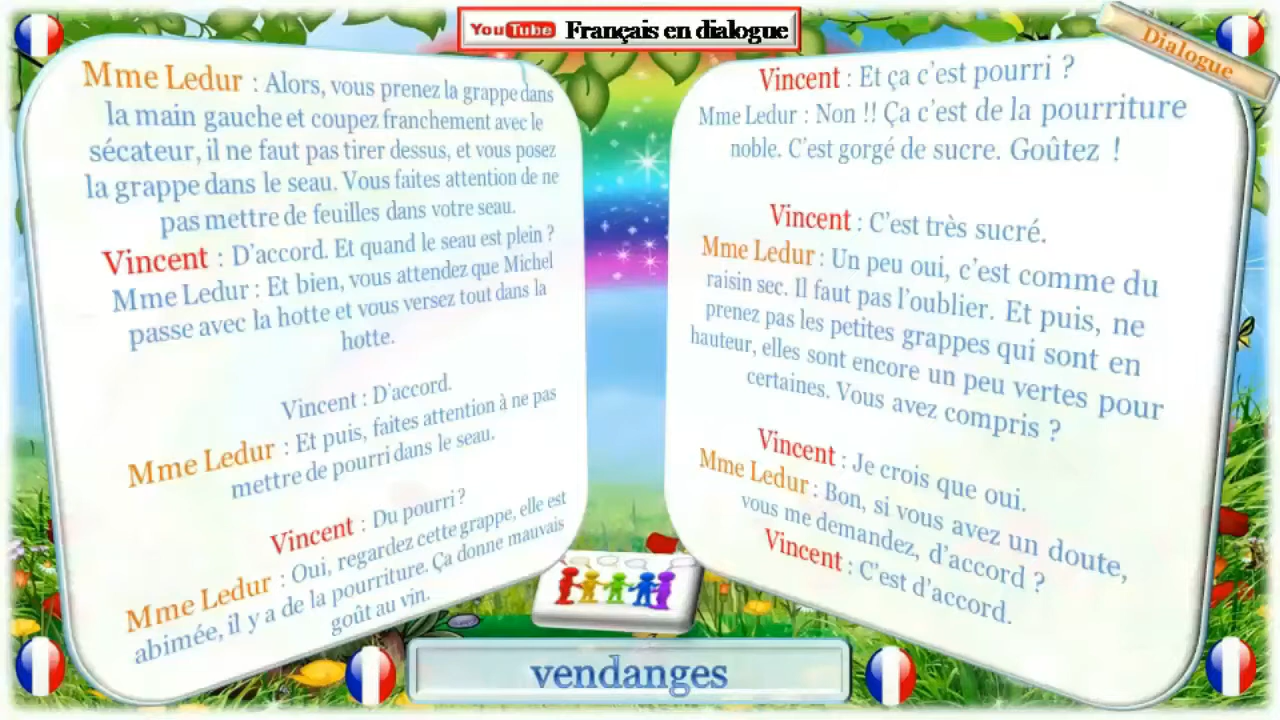 YouTube Français en dialogue
Dialogue
Mme Ledur : Alors, vous prenez la grappe dans
la main gauche et coupez franchement avec le
sécateur, il ne faut pas tirer dessus, et vous posez
la grappe dans le seau. Vous faites attention de ne
pas mettre de feuilles dans votre seau.
Vincent : D'accord. Et quand le seau est plein ?
Mme Ledur : Et bien, vous attendez que Michel
passe avec la hotte et vous versez tout dans la
hotte.
Vincent : D'accord.
Mme Ledur : Et puis, faites attention à ne pas
mettre de pourri dans le seau.
Vincent : Du pourri ?
Mme Ledur : Oui, regardez cette grappe, elle est
abimée, il y a de la pourriture. Ça donne mauvais
goût au vin.
Vincent : Et ça c'est pourri ?
Mme Ledur : Non !! Ça c'est de la pourriture
noble. C'est gorgé de sucre. Goûtez !
Vincent : C'est très sucré.
Mme Ledur : Un peu oui, c'est comme du
raisin sec. Il faut pas l'oublier. Et puis, ne
prenez pas les petites grappes qui sont en
hauteur, elles sont encore un peu vertes pour
certaines. Vous avez compris ?
Vincent : Je crois que oui.
Mme Ledur : Bon, si vous avez un doute,
vous me demandez, d'accord ?
Vincent : C'est d'accord.
vendanges